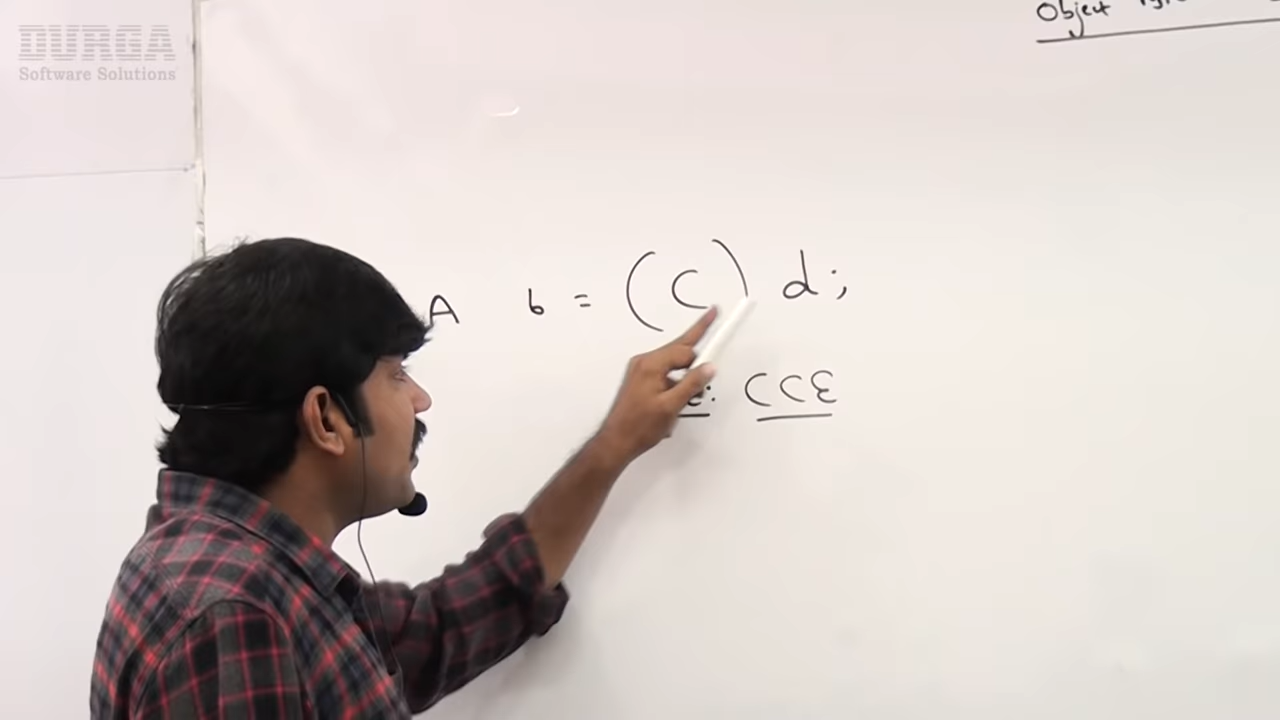 DURGA
Software Solutions
Object
A b = (C) d;
CCE